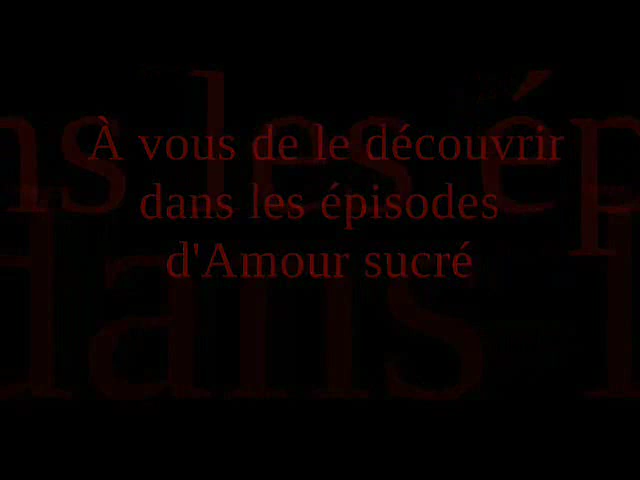 À vous de le découvrir
dans les épisodes
d'Amour sucré